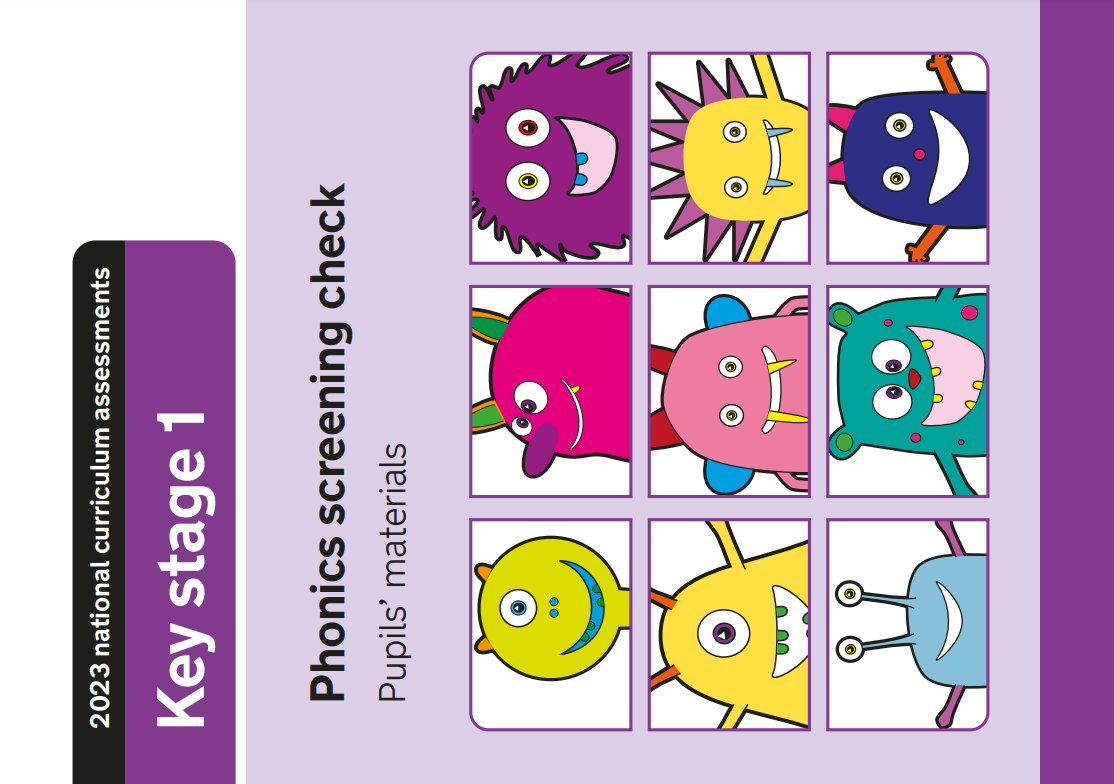 2023 national curriculum assessments
Key stage 1
Phonics screening check
Pupils’ materials